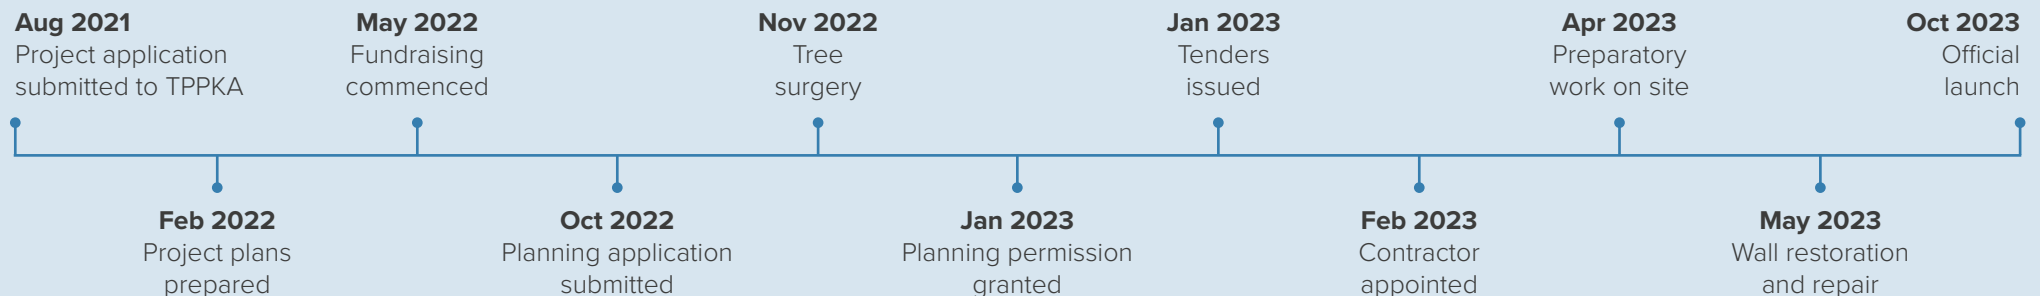 Aug 2021
Project application
submitted to TPPKA
May 2022
Fundraising
commenced
Nov 2022
Tree
surgery
Jan 2023
Tenders
issued
Apr 2023
Preparatory
work on site
Oct 2023
Official
launch
Feb 2022
Project plans
prepared
Oct 2022
Planning application
submitted
Jan 2023
Planning permission
granted
Feb 2023
Contractor
appointed
May 2023
Wall restoration
and repair